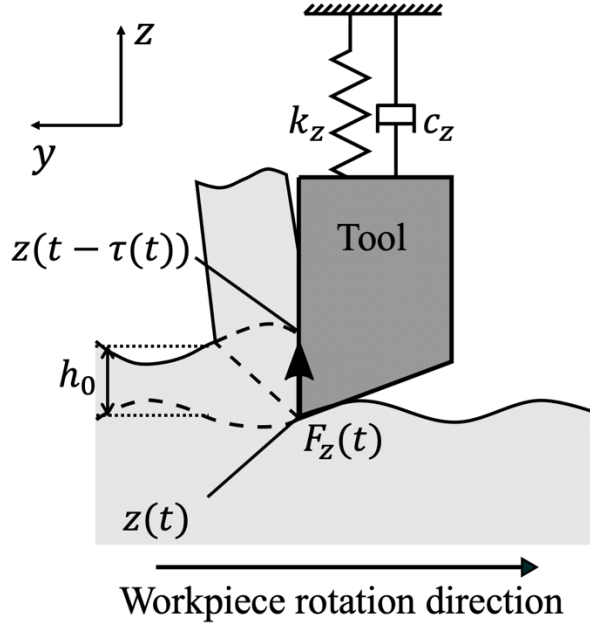 z
y
k_z
c_z
Tool
z(t − τ(t))
h_0
F_z(t)
z(t)
Workpiece rotation direction